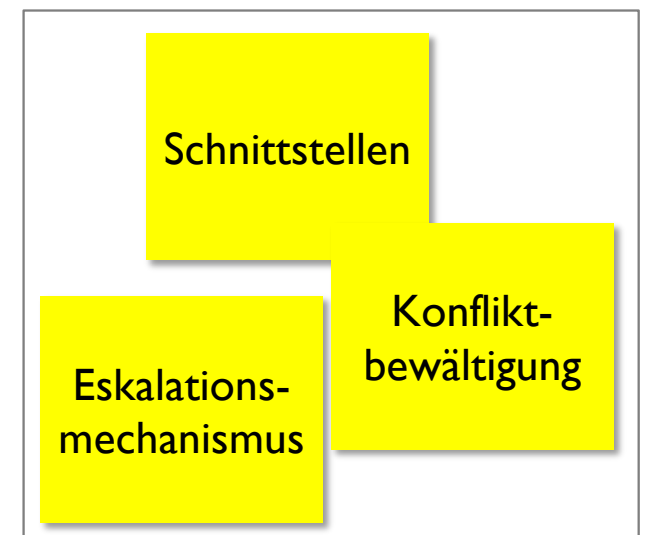 Schnittstellen
Konflikt-
bewältigung
Eskalations-
mechanismus